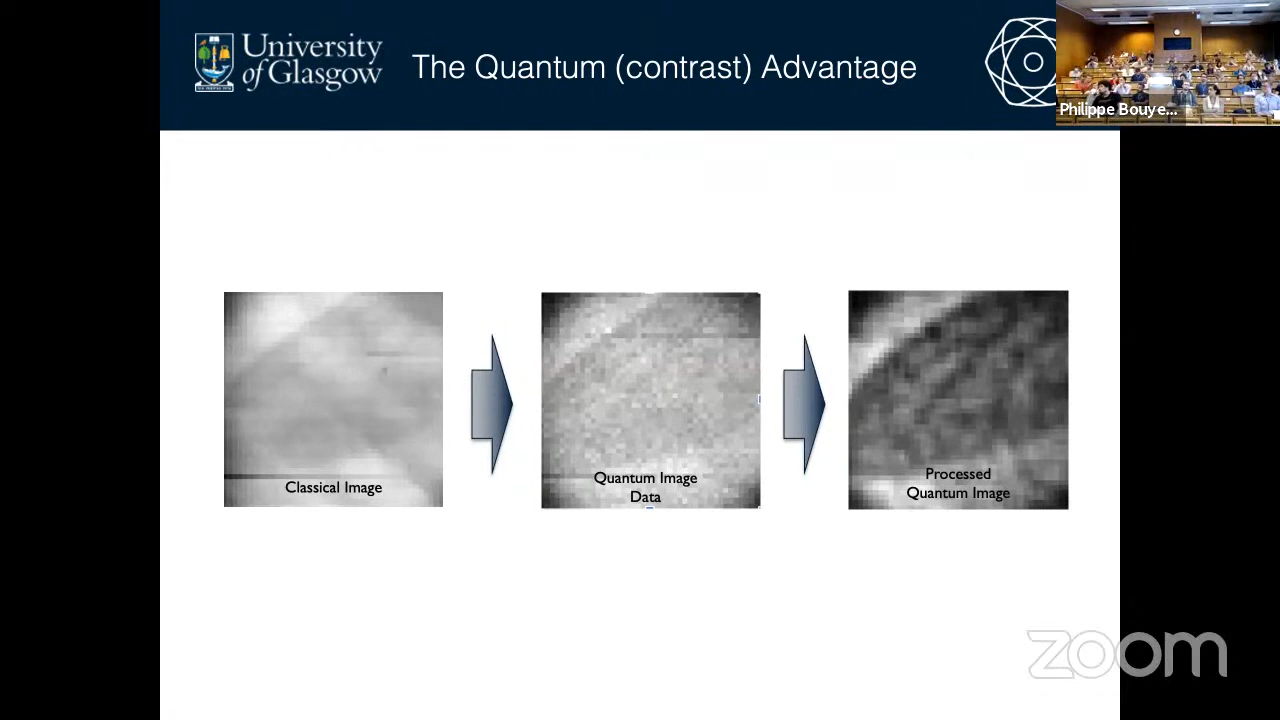 University
of Glasgow
The Quantum (contrast) Advantage
Philippe Bouye...
Classical Image
Quantum Image
Data
Processed
Quantum Image
zoom